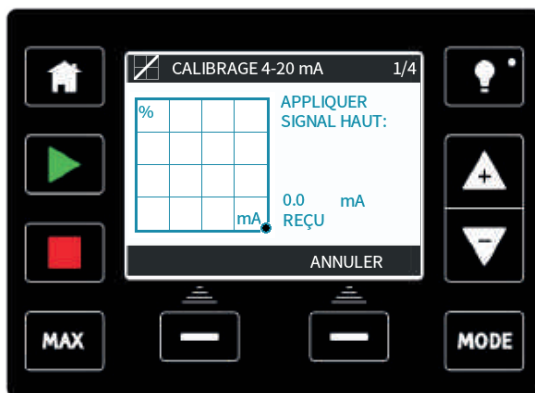 CALIBRAGE 4-20 mA 1/4
%
APPLIQUER
SIGNAL HAUT:
0.0 mA
mA REÇU
ANNULER
MAX
MODE